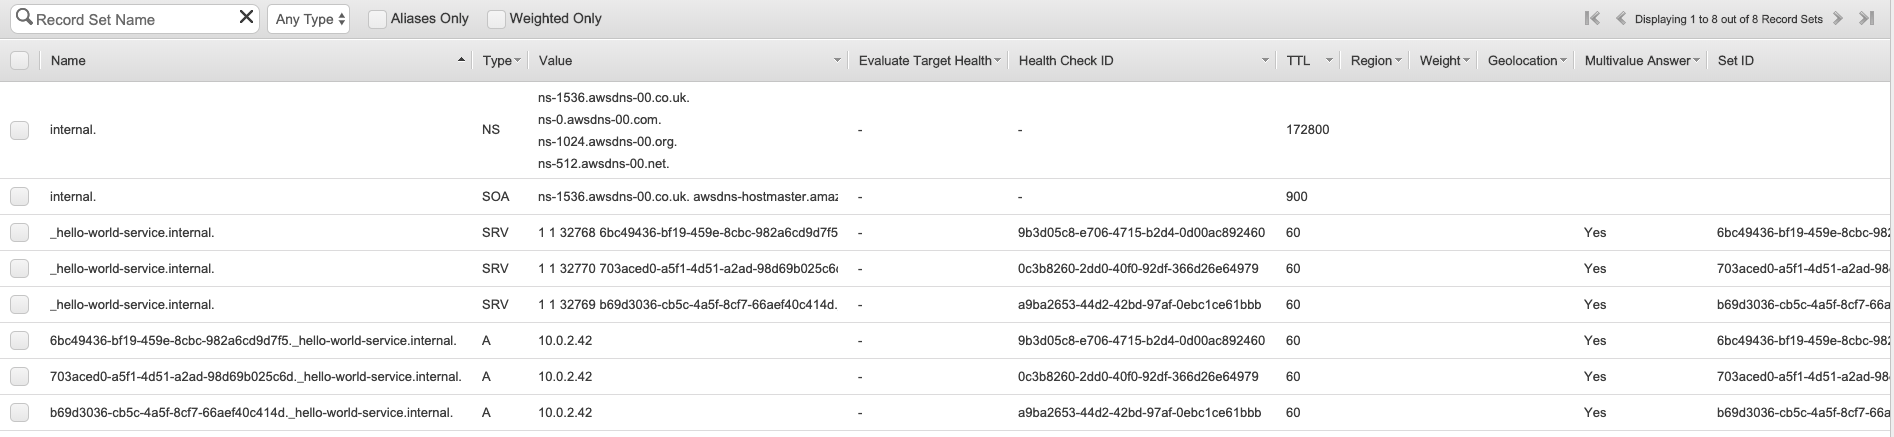 Record Set Name Any Type Aliases Only Weighted Only Displaying 1 to 8 out of 8 Record Sets
Name Type Value Evaluate Target Health Health Check ID TTL Region Weight Geolocation Multivalue Answer Set ID
ns-1536.awsdns-00.co.uk.
ns-0.awsdns-00.com.
internal. NS - - 172800
ns-1024.awsdns-00.org.
ns-512.awsdns-00.net.
internal. SOA ns-1536.awsdns-00.co.uk. awsdns-hostmaster.amaz - - 900
_hello-world-service.internal. SRV 1 1 32768 6bc49436-bf19-459e-8cbc-982a6cd9d7f5 - 9b3d05c8-e706-4715-b2d4-0d00ac892460 60 Yes 6bc49436-bf19-459e-8cbc-982
_hello-world-service.internal. SRV 1 1 32770 703aced0-a5f1-4d51-a2ad-98d69b025c6 - 0c3b8260-2dd0-40f0-92df-366d26e64979 60 Yes 703aced0-a5f1-4d51-a2ad-98
_hello-world-service.internal. SRV 1 1 32769 b69d3036-cb5c-4a5f-8cf7-66aef40c414d. - a9ba2653-44d2-42bd-97af-0ebc1ce61bbb 60 Yes b69d3036-cb5c-4a5f-8cf7-66a
6bc49436-bf19-459e-8cbc-982a6cd9d7f5._hello-world-service.internal. A 10.0.2.42 - 9b3d05c8-e706-4715-b2d4-0d00ac892460 60 Yes 6bc49436-bf19-459e-8cbc-982
703aced0-a5f1-4d51-a2ad-98d69b025c6d._hello-world-service.internal. A 10.0.2.42 - 0c3b8260-2dd0-40f0-92df-366d26e64979 60 Yes 703aced0-a5f1-4d51-a2ad-98
b69d3036-cb5c-4a5f-8cf7-66aef40c414d._hello-world-service.internal. A 10.0.2.42 - a9ba2653-44d2-42bd-97af-0ebc1ce61bbb 60 Yes b69d3036-cb5c-4a5f-8cf7-66a